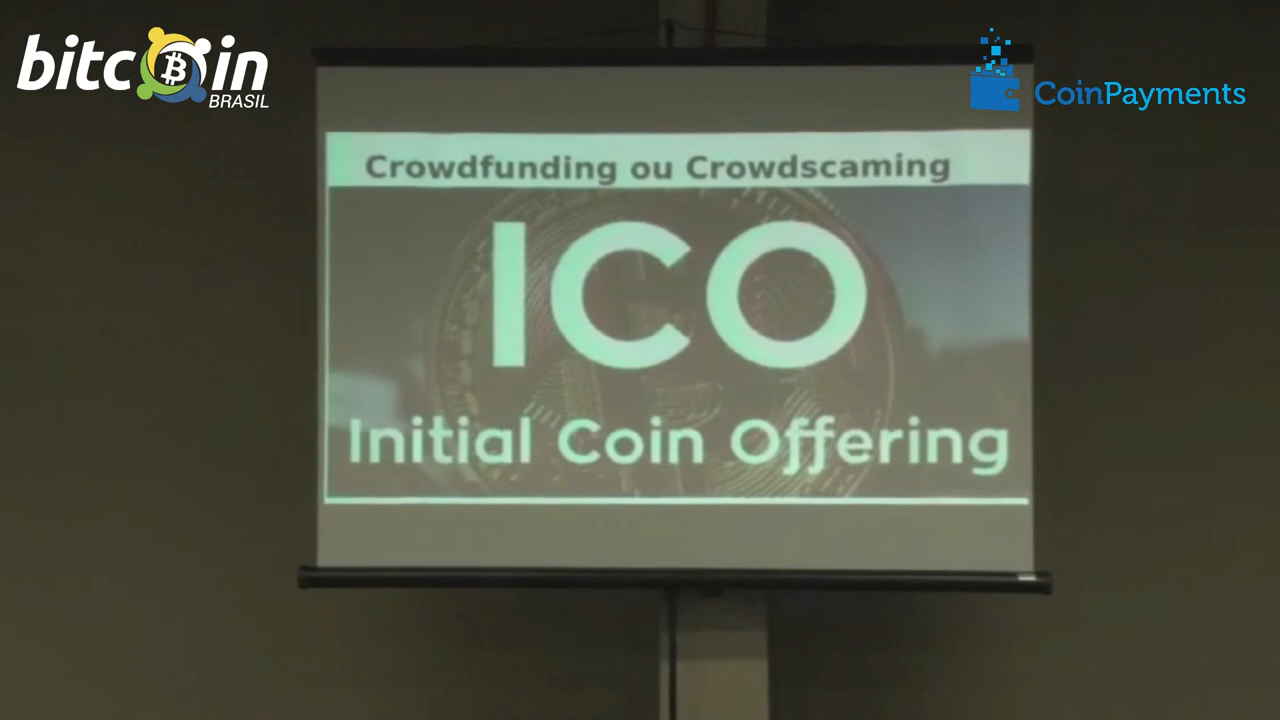 bitcoin
BRASIL
CoinPayments
Crowdfunding ou Crowdscaming
ICO
Initial Coin Offering